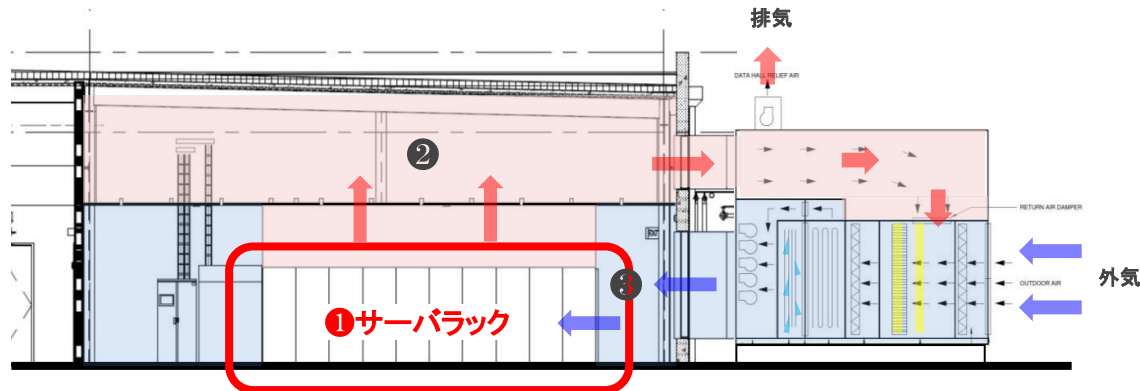 排気
DATA HALL RELIEF AIR
❷
RETURN AIR DAMPER
EXIT
❸
OUTDOOR AIR
外気
❶サーバラック